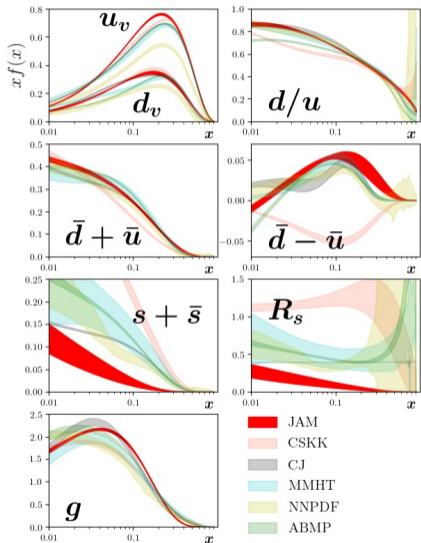 xf(x)
0.8
0.6
0.4
0.2
0.0
u_v
d_v
0.01
0.1
x
1.0
0.8
0.6
0.4
0.2
0.0
d/u
0.01
0.1
x
0.5
0.4
0.3
0.2
0.1
0.0
d̄ + ū
0.01
0.1
x
0.05
0.00
−0.05
d̄ − ū
0.01
0.1
x
0.25
0.20
0.15
0.10
0.05
0.00
s + s̄
0.01
0.1
x
1.5
1.0
0.5
0.0
R_s
0.01
0.1
x
2.5
2.0
1.5
1.0
0.5
0.0
g
0.01
0.1
x
JAM
CSKK
CJ
MMHT
NNPDF
ABMP